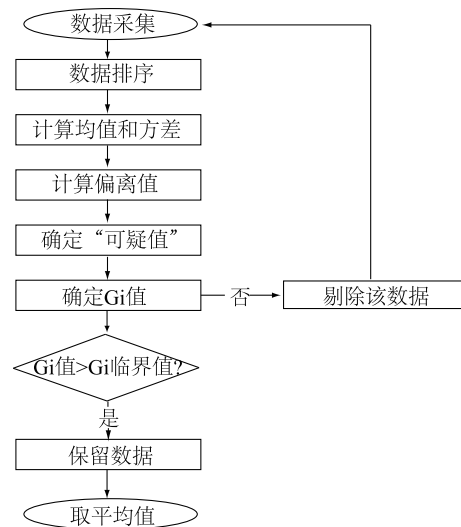 数据采集
数据排序
计算均值和方差
计算偏离值
确定“可疑值”
确定Gi值
否
剔除该数据
Gi值>Gi临界值?
是
保留数据
取平均值